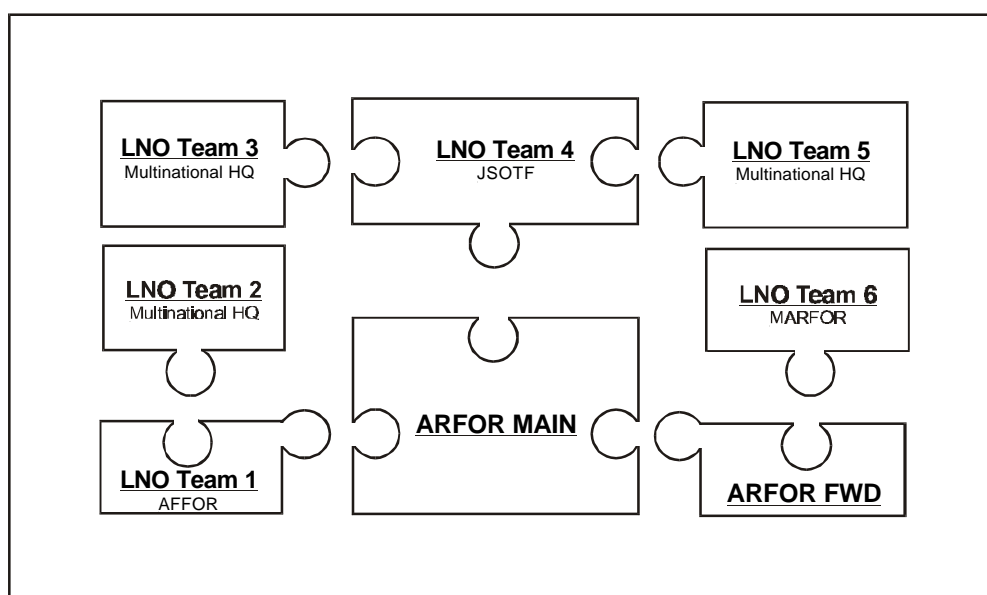 LNO Team 3
Multinational HQ
LNO Team 4
JSOTF
LNO Team 5
Multinational HQ
LNO Team 2
Multinational HQ
LNO Team 6
MARFOR
ARFOR MAIN
LNO Team 1
AFFOR
ARFOR FWD